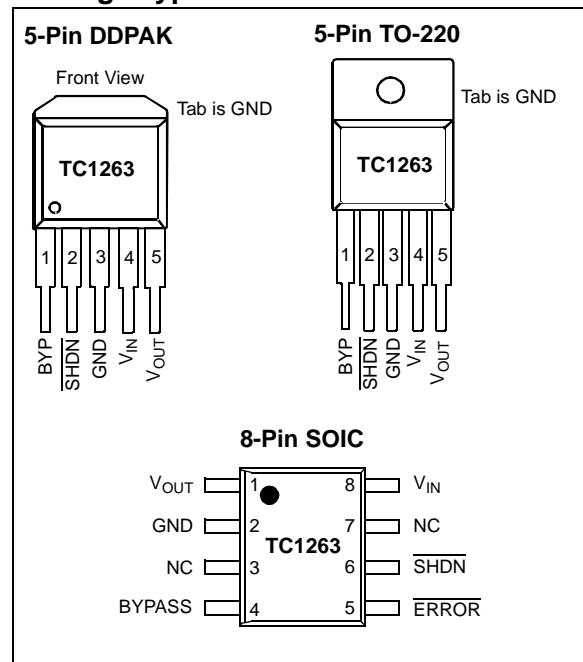 5-Pin DDPAK
Front View
Tab is GND
TC1263
1 2 3 4 5
BYP SHDN GND VIN VOUT
5-Pin TO-220
Tab is GND
TC1263
1 2 3 4 5
BYP SHDN GND VIN VOUT
8-Pin SOIC
VOUT 1 8 VIN
GND 2 7 NC
TC1263
NC 3 6 SHDN
BYPASS 4 5 ERROR